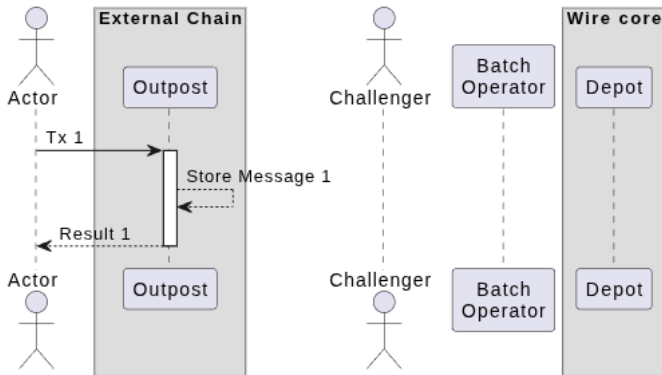 External Chain
Wire core
Actor
Outpost
Challenger
Batch
Operator
Depot
Tx 1
Store Message 1
Result 1
Actor
Outpost
Challenger
Batch
Operator
Depot